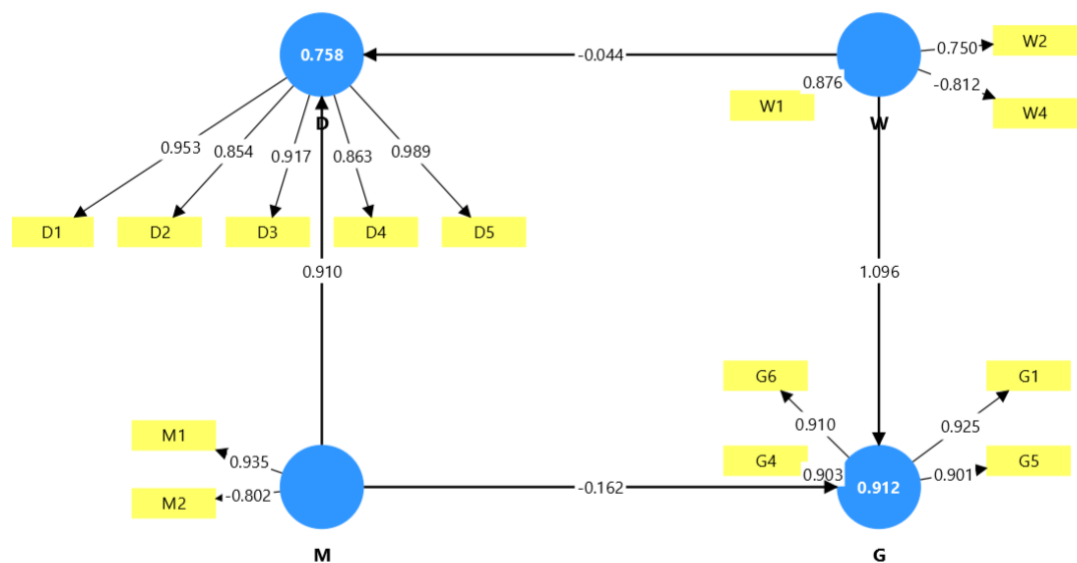 0.758
D
-0.044
W
0.876
W1
0.750
W2
-0.812
W4
0.953
0.854
0.917
0.863
0.989
D1
D2
D3
D4
D5
0.910
1.096
G6
0.910
G4
0.903
G1
0.925
G5
0.901
M1
0.935
M2
-0.802
-0.162
0.912
M
G